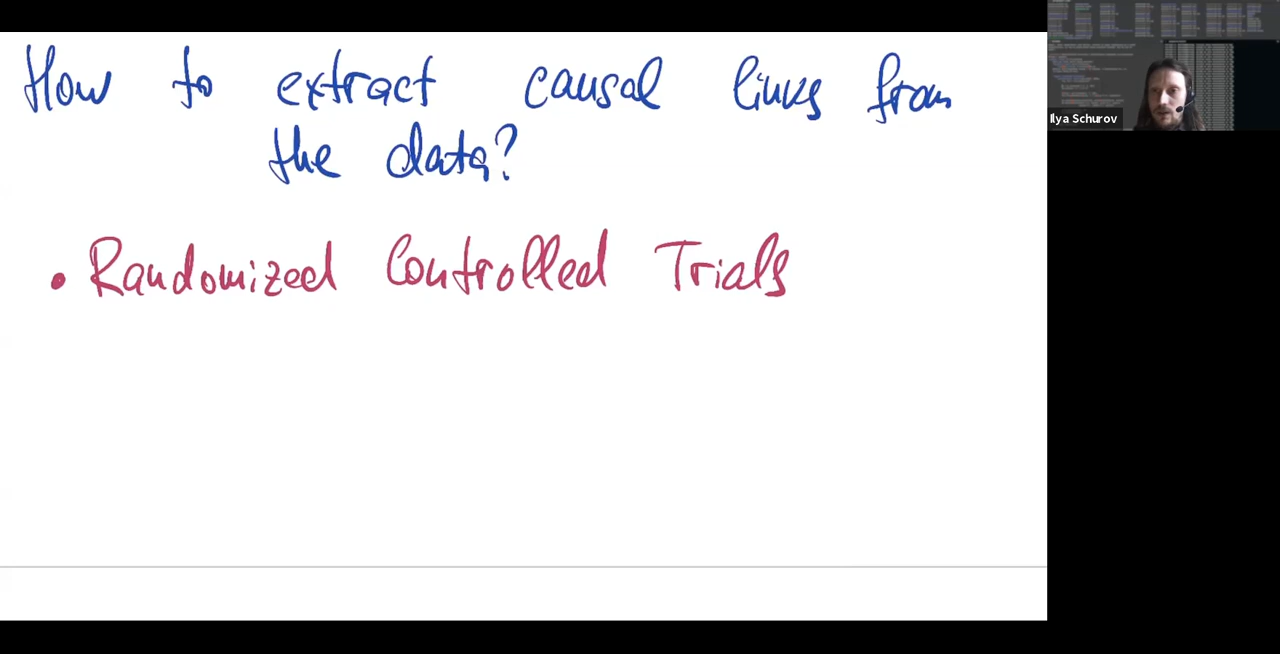 How to extract causal links from
the data?
• Randomized Controlled Trials
Ilya Schurov